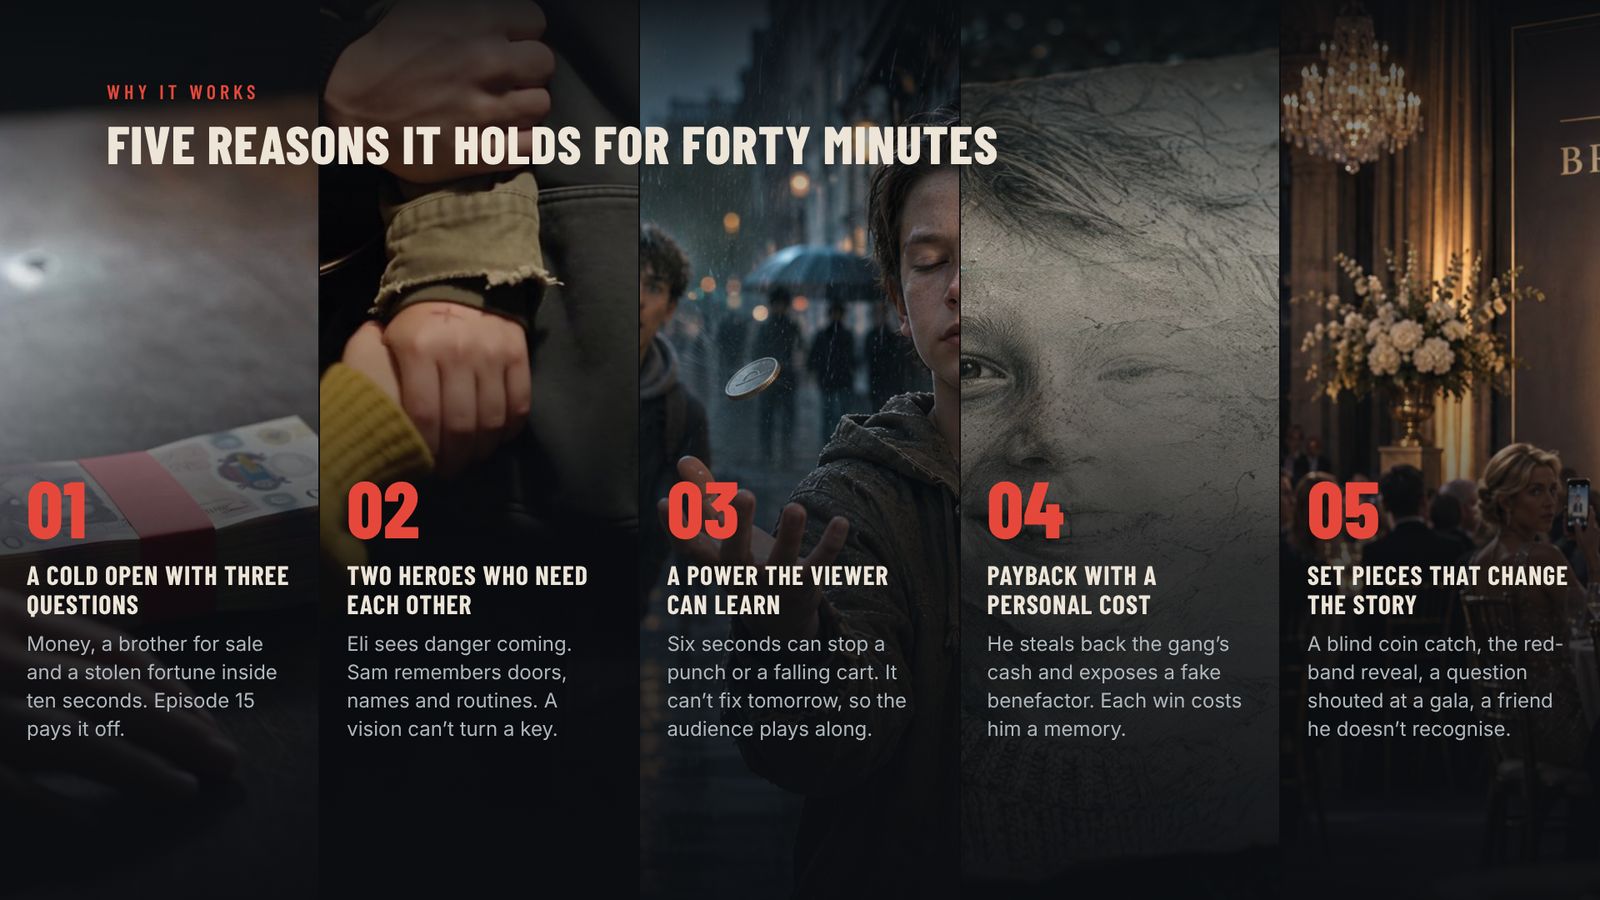 WHY IT WORKS
FIVE REASONS IT HOLDS FOR FORTY MINUTES
01
A COLD OPEN WITH THREE
QUESTIONS
Money, a brother for sale
and a stolen fortune inside
ten seconds. Episode 15
pays it off.
02
TWO HEROES WHO NEED
EACH OTHER
Eli sees danger coming.
Sam remembers doors,
names and routines. A
vision can’t turn a key.
03
A POWER THE VIEWER
CAN LEARN
Six seconds can stop a
punch or a falling cart. It
can’t fix tomorrow, so the
audience plays along.
04
PAYBACK WITH A
PERSONAL COST
He steals back the gang’s
cash and exposes a fake
benefactor. Each win costs
him a memory.
05
SET PIECES THAT CHANGE
THE STORY
A blind coin catch, the red-
band reveal, a question
shouted at a gala, a friend
he doesn’t recognise.